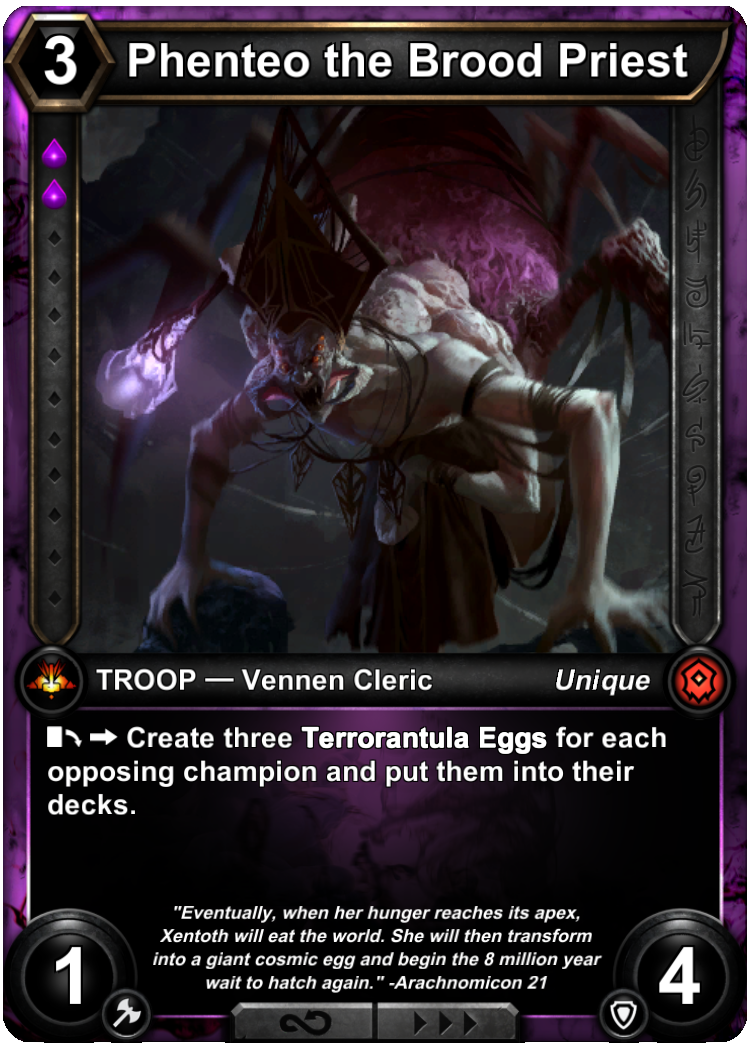 3
Phenteo the Brood Priest
TROOP — Vennen Cleric
Unique
Create three Terrorantula Eggs for each
opposing champion and put them into their
decks.
"Eventually, when her hunger reaches its apex,
Xentoth will eat the world. She will then transform
into a giant cosmic egg and begin the 8 million year
wait to hatch again." -Arachnomicon 21
1
4